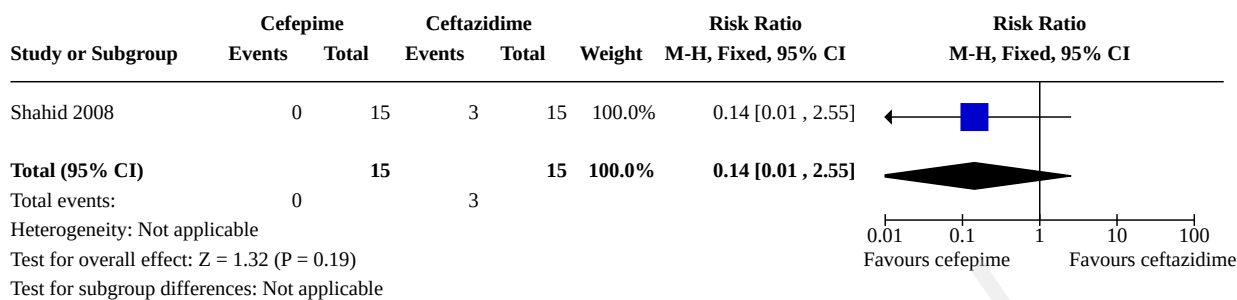 Cefepime Ceftazidime Risk Ratio Risk Ratio
Study or Subgroup Events Total Events Total Weight M-H, Fixed, 95% CI M-H, Fixed, 95% CI
Shahid 2008 0 15 3 15 100.0% 0.14 [0.01 , 2.55]
Total (95% CI) 15 15 100.0% 0.14 [0.01 , 2.55]
Total events: 0 3
Heterogeneity: Not applicable
0.01 0.1 1 10 100
Test for overall effect: Z = 1.32 (P = 0.19) Favours cefepime Favours ceftazidime
Test for subgroup differences: Not applicable